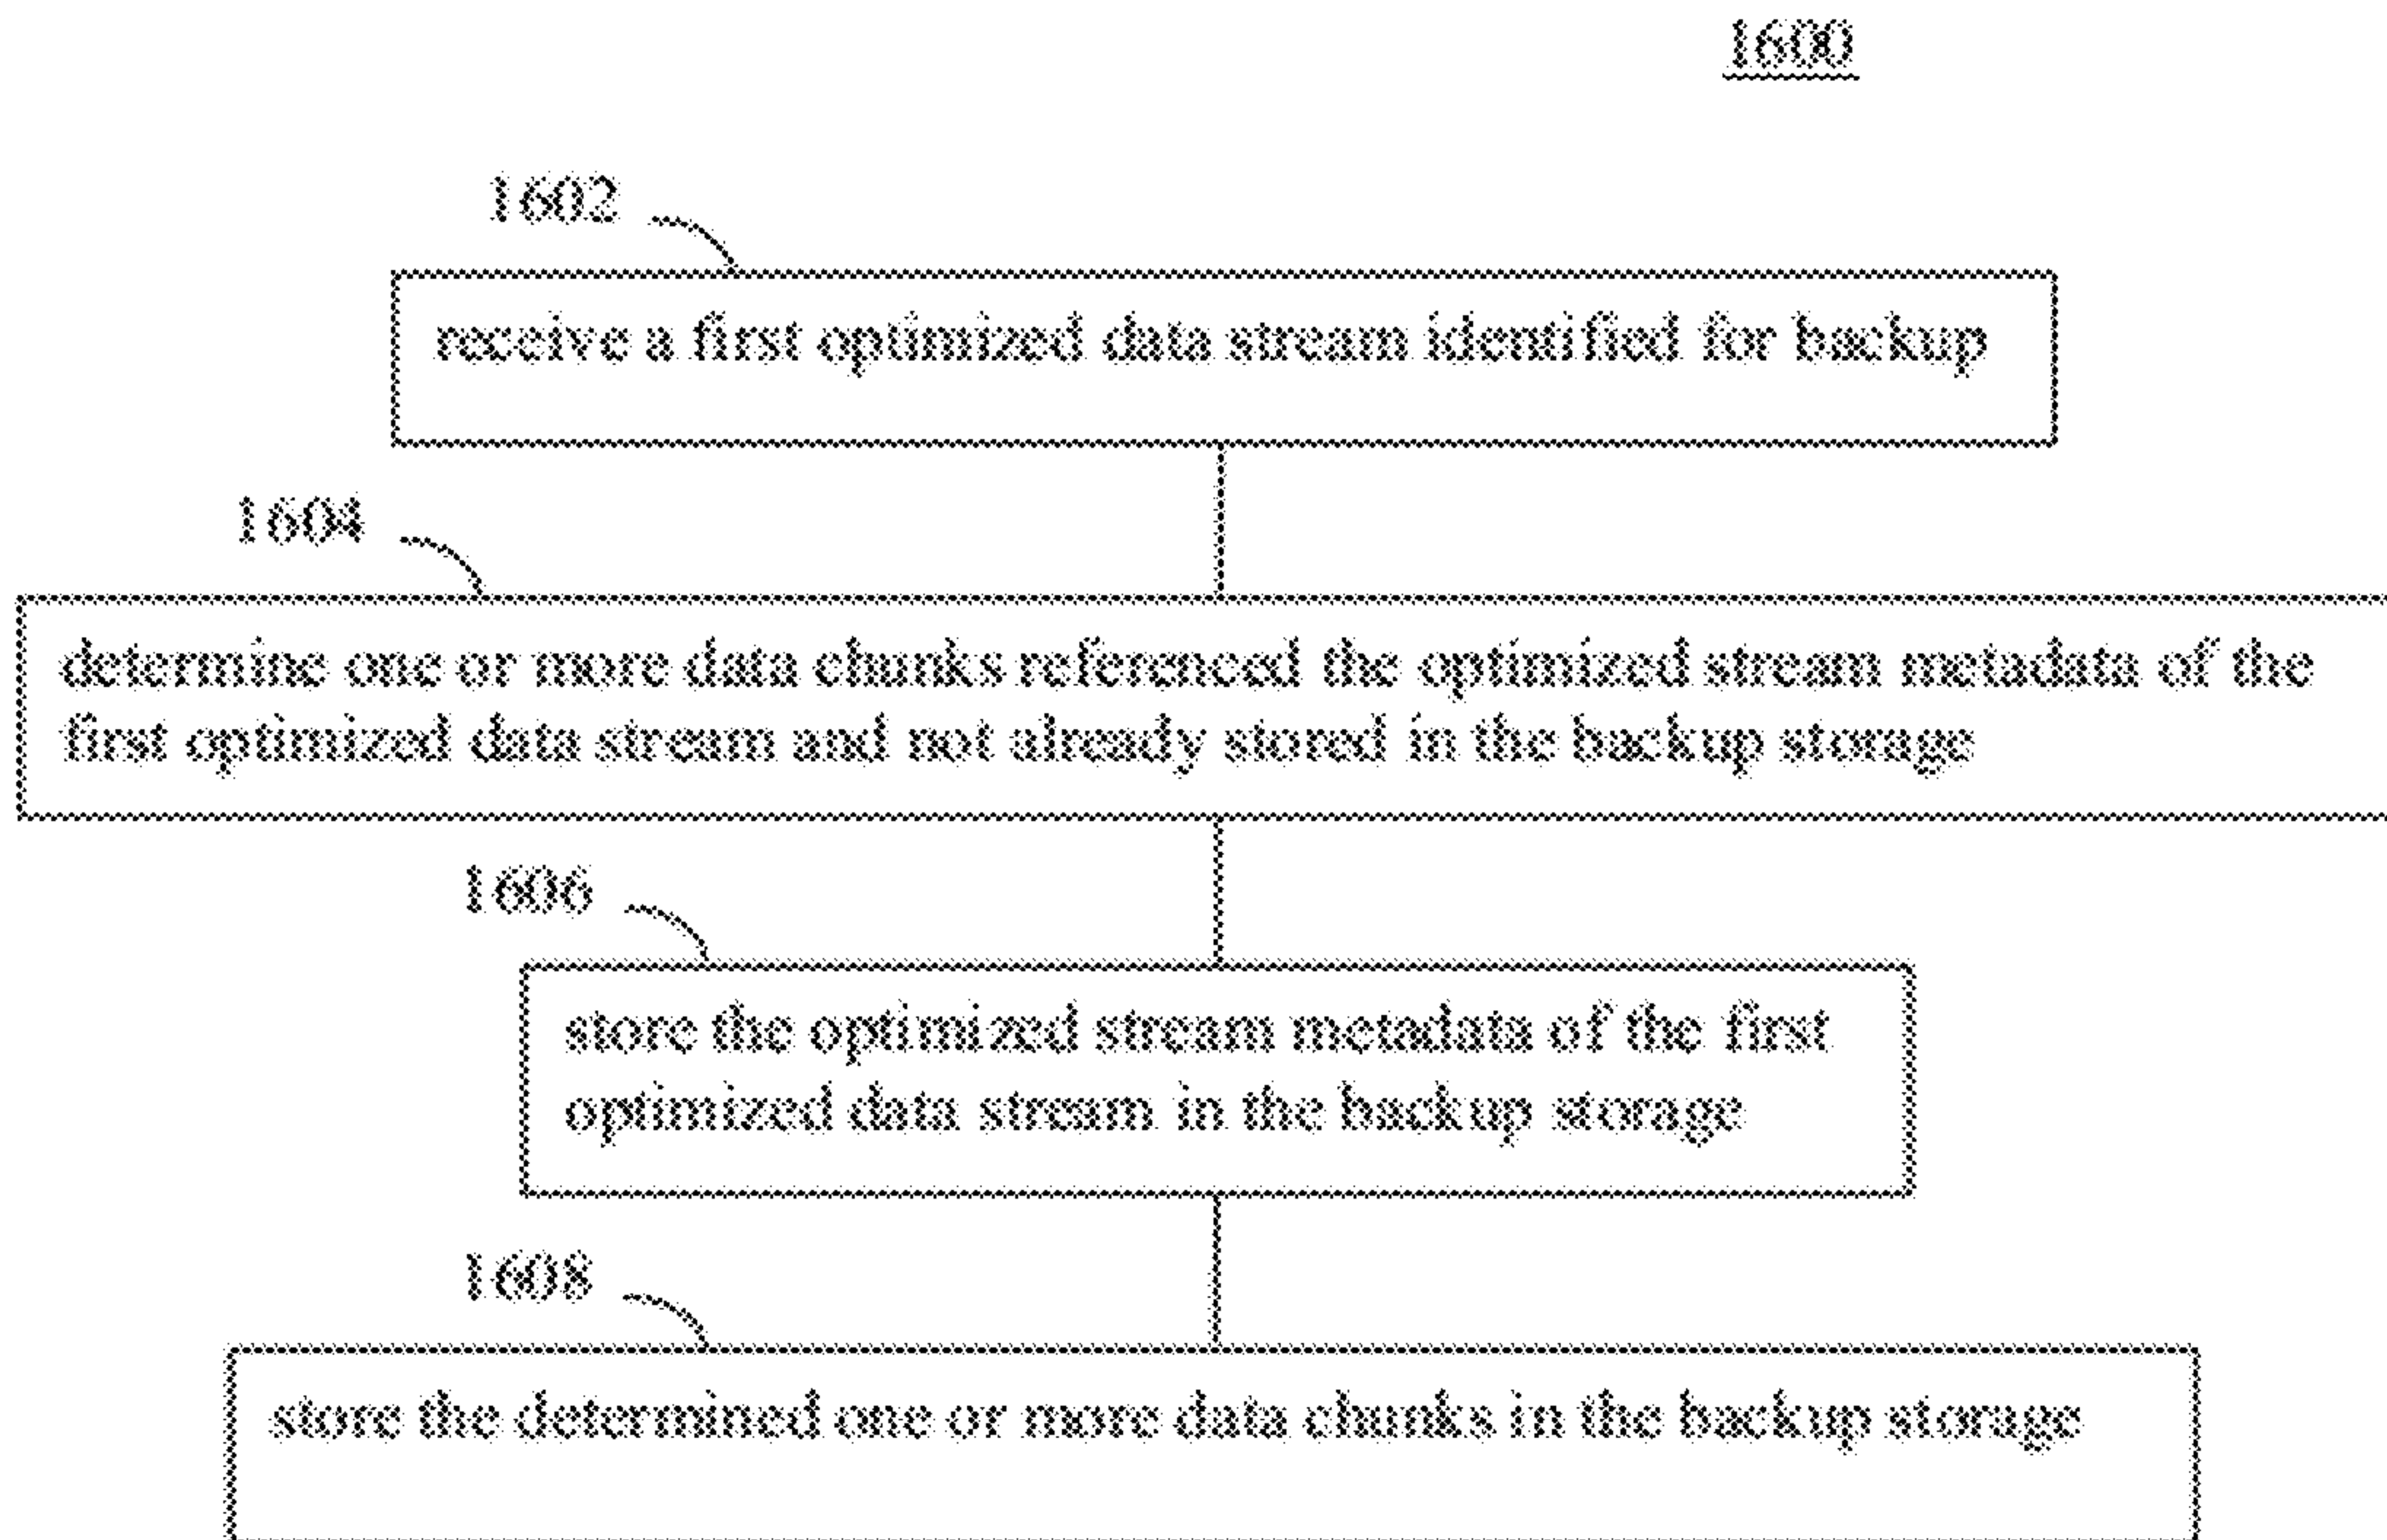 1600
1602
receive a first optimized data stream identified for backup
1604
determine one or more data chunks referenced the optimized stream metadata of the
first optimized data stream and not already stored in the backup storage
1606
store the optimized stream metadata of the first
optimized data stream in the backup storage
1608
store the determined one or more data chunks in the backup storage